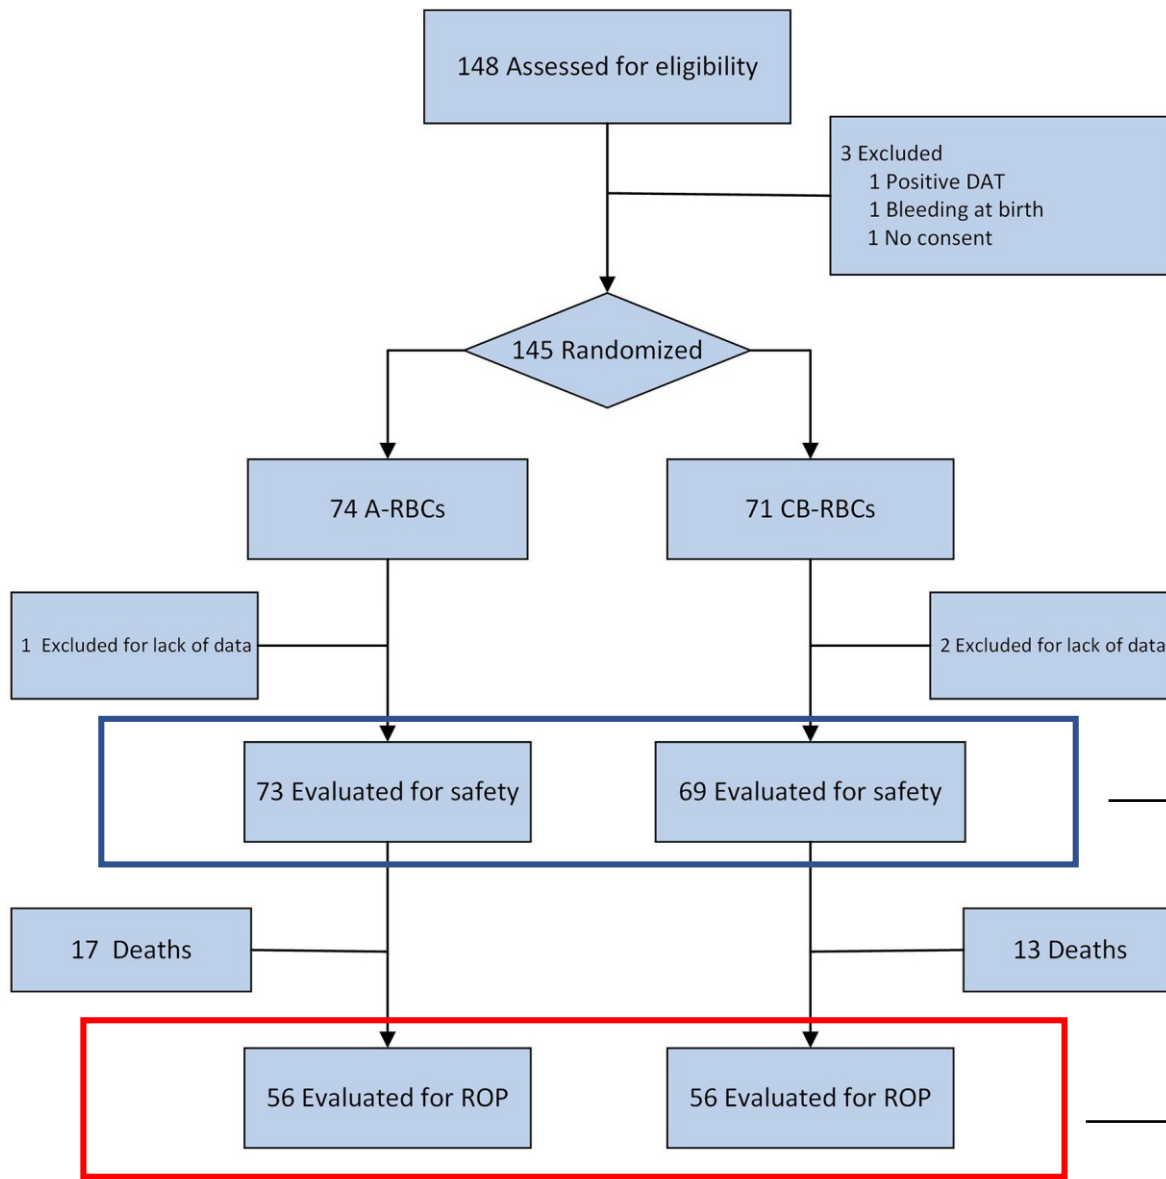 148 Assessed for eligibility
3 Excluded
1 Positive DAT
1 Bleeding at birth
1 No consent
145 Randomized
74 A-RBCs
71 CB-RBCs
1 Excluded for lack of data
2 Excluded for lack of data
73 Evaluated for safety
69 Evaluated for safety
17 Deaths
13 Deaths
56 Evaluated for ROP
56 Evaluated for ROP